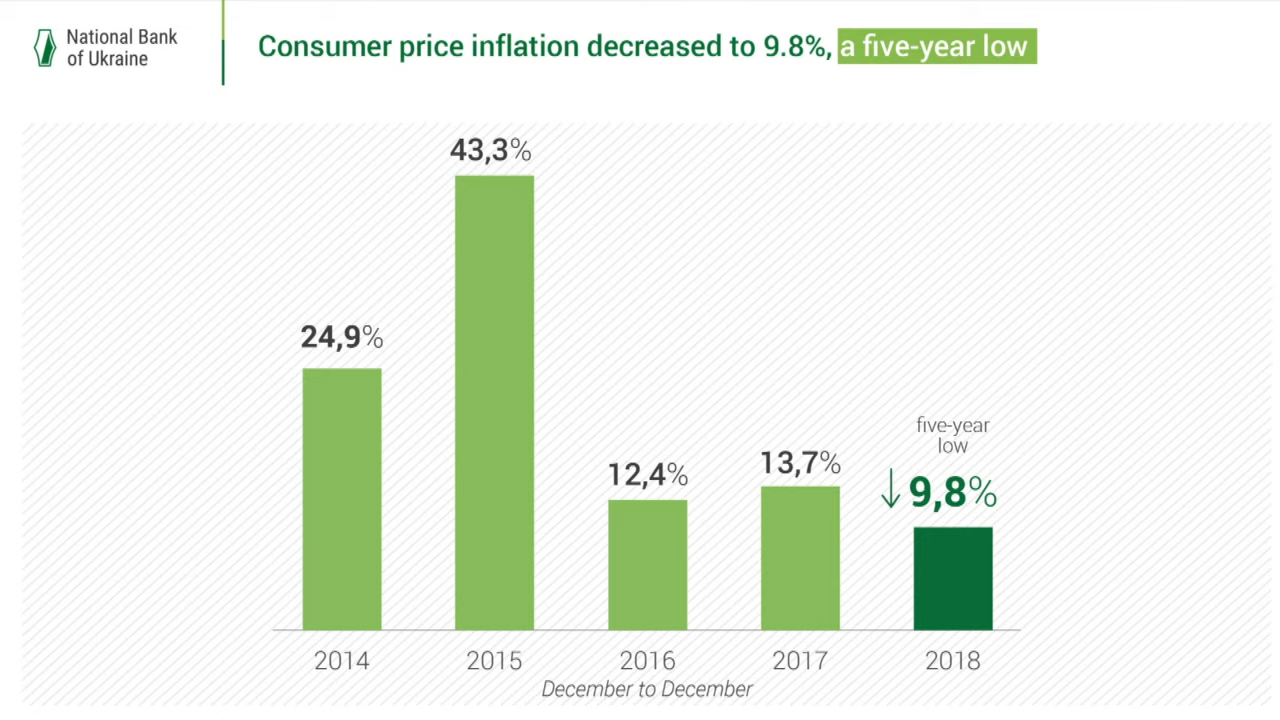 National Bank
of Ukraine
Consumer price inflation decreased to 9.8%, a five-year low
43,3%
24,9%
five-year
low
12,4%
13,7%
↓9,8%
2014
2015
2016
2017
2018
December to December